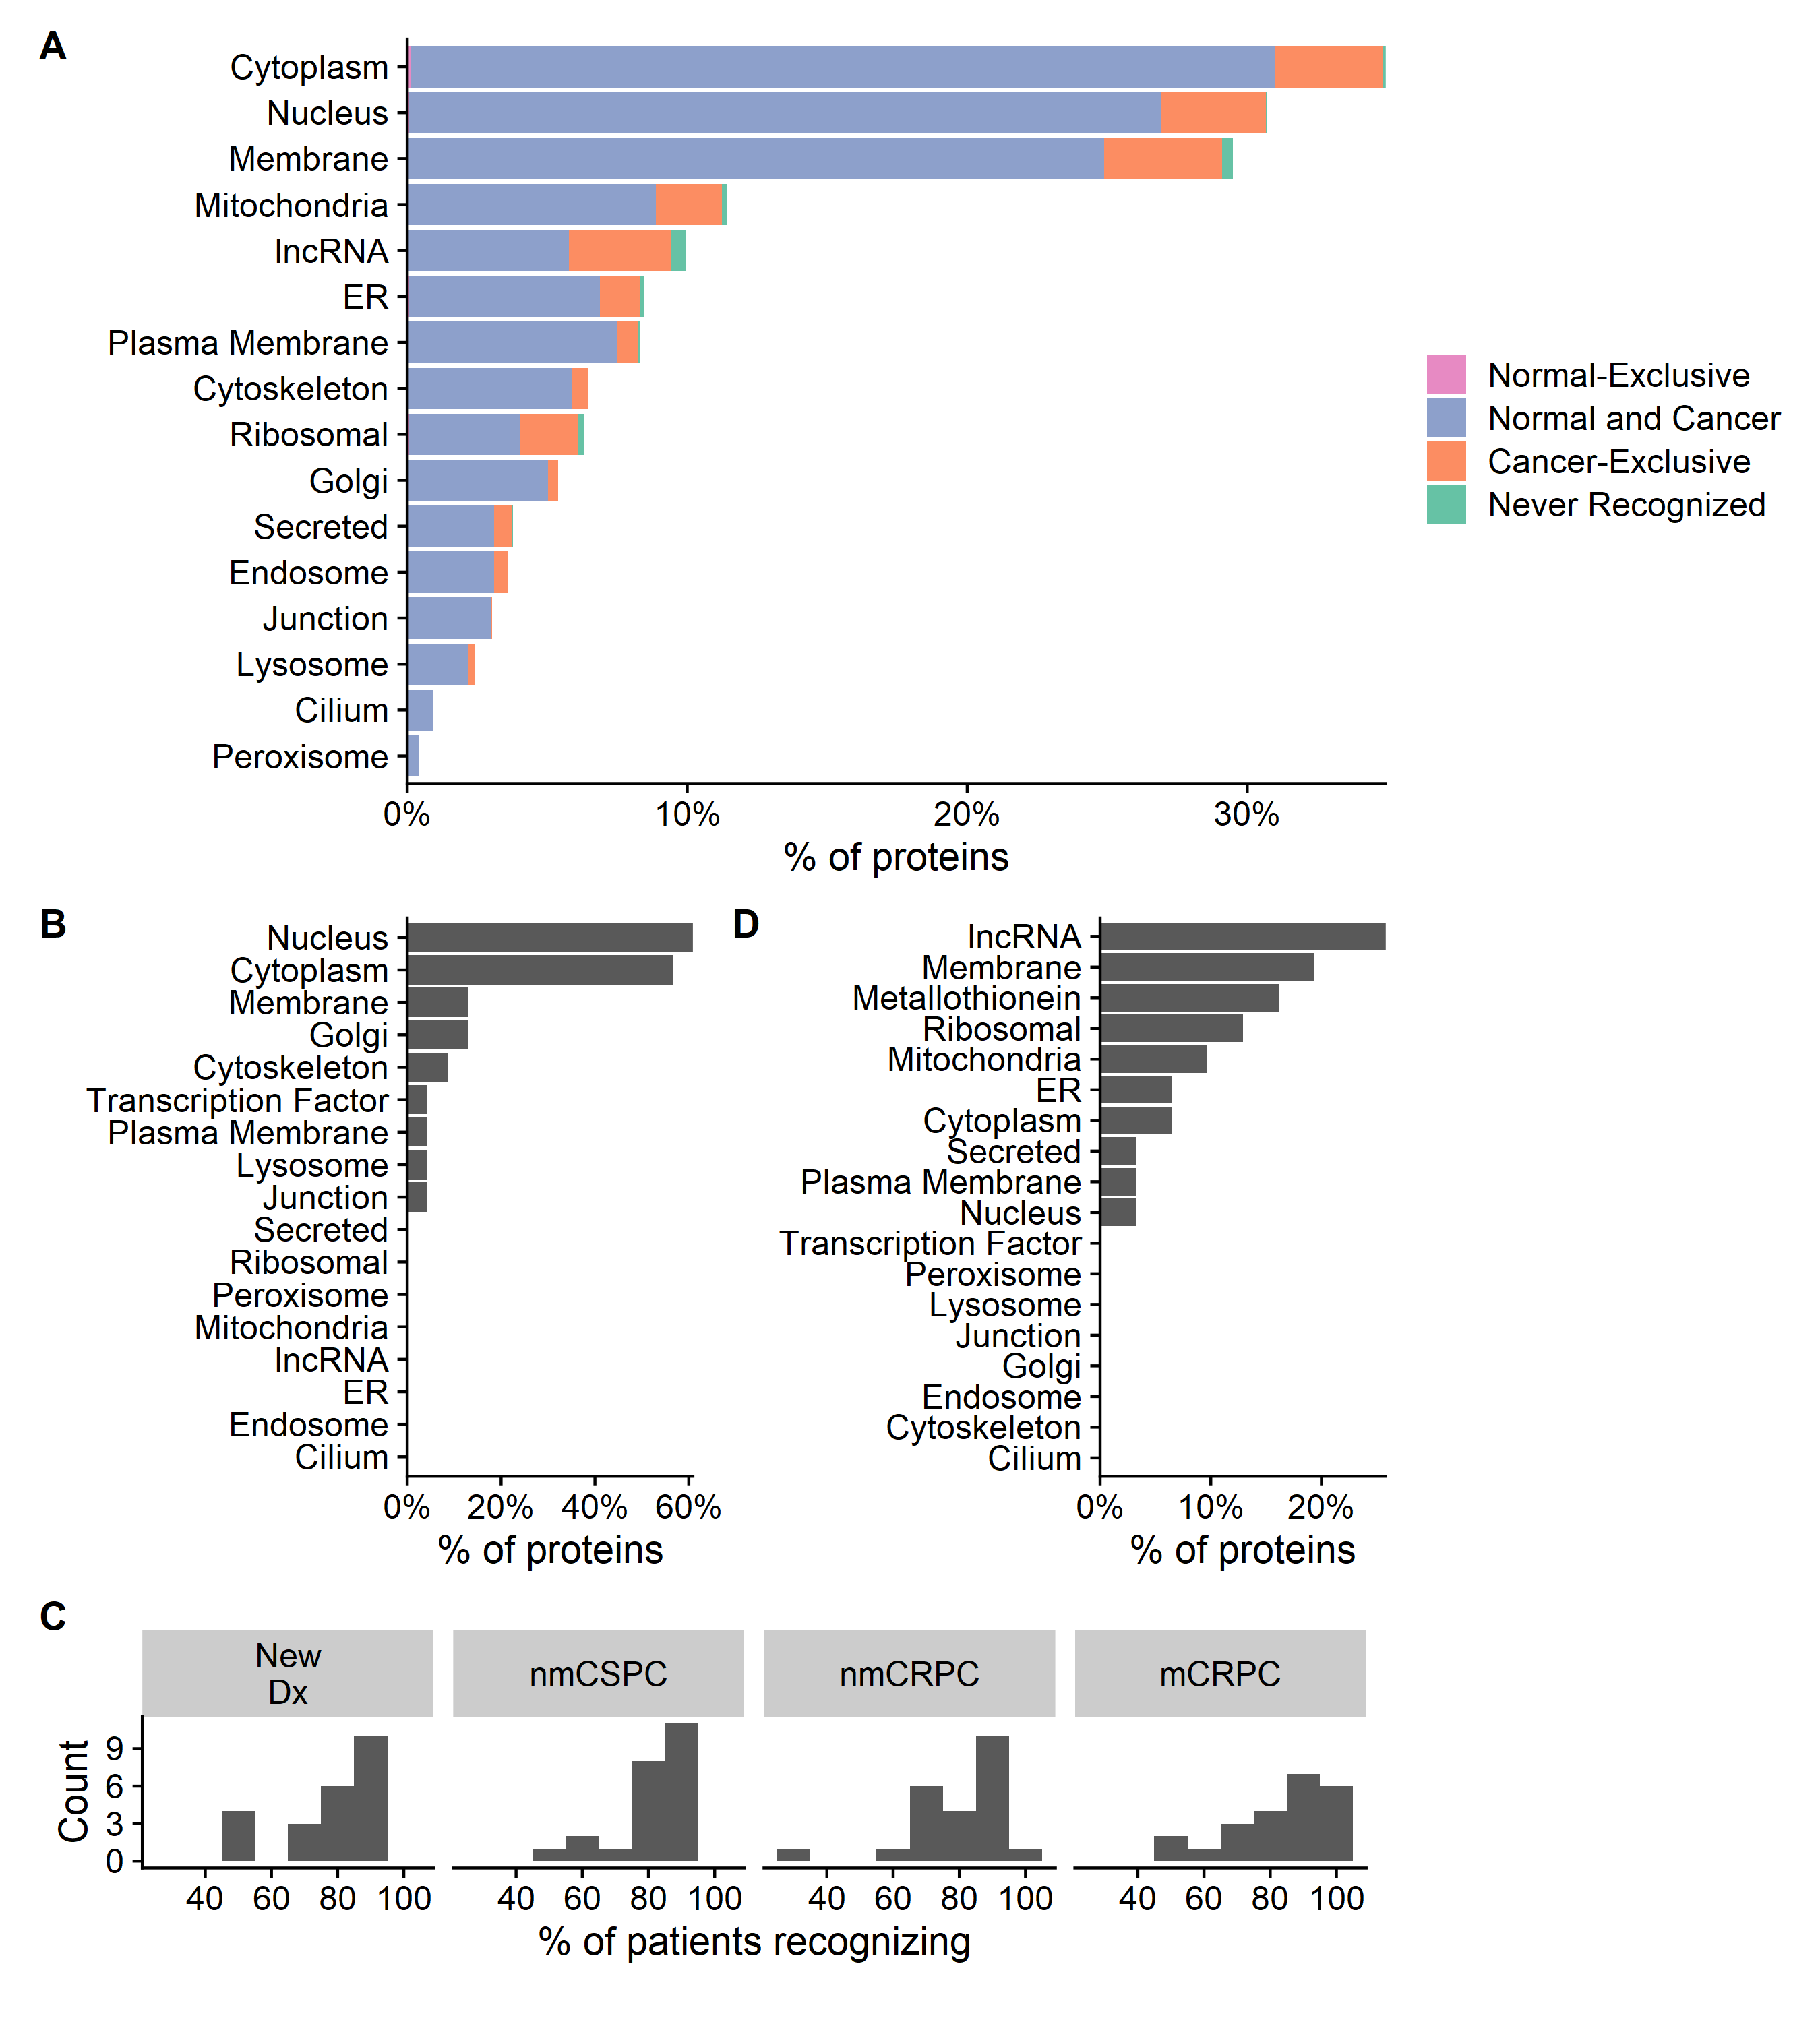 A
Cytoplasm
Nucleus
Membrane
Mitochondria
lncRNA
ER
Plasma Membrane
Cytoskeleton
Ribosomal
Golgi
Secreted
Endosome
Junction
Lysosome
Cilium
Peroxisome
0% 10% 20% 30%
% of proteins
Normal-Exclusive
Normal and Cancer
Cancer-Exclusive
Never Recognized
B
Nucleus
Cytoplasm
Membrane
Golgi
Cytoskeleton
Transcription Factor
Plasma Membrane
Lysosome
Junction
Secreted
Ribosomal
Peroxisome
Mitochondria
lncRNA
ER
Endosome
Cilium
0% 20% 40% 60%
% of proteins
D
lncRNA
Membrane
Metallothionein
Ribosomal
Mitochondria
ER
Cytoplasm
Secreted
Plasma Membrane
Nucleus
Transcription Factor
Peroxisome
Lysosome
Junction
Golgi
Endosome
Cytoskeleton
Cilium
0% 10% 20%
% of proteins
C
New
Dx
nmCSPC
nmCRPC
mCRPC
Count
9
6
3
0
40 60 80 100
40 60 80 100
40 60 80 100
40 60 80 100
% of patients recognizing